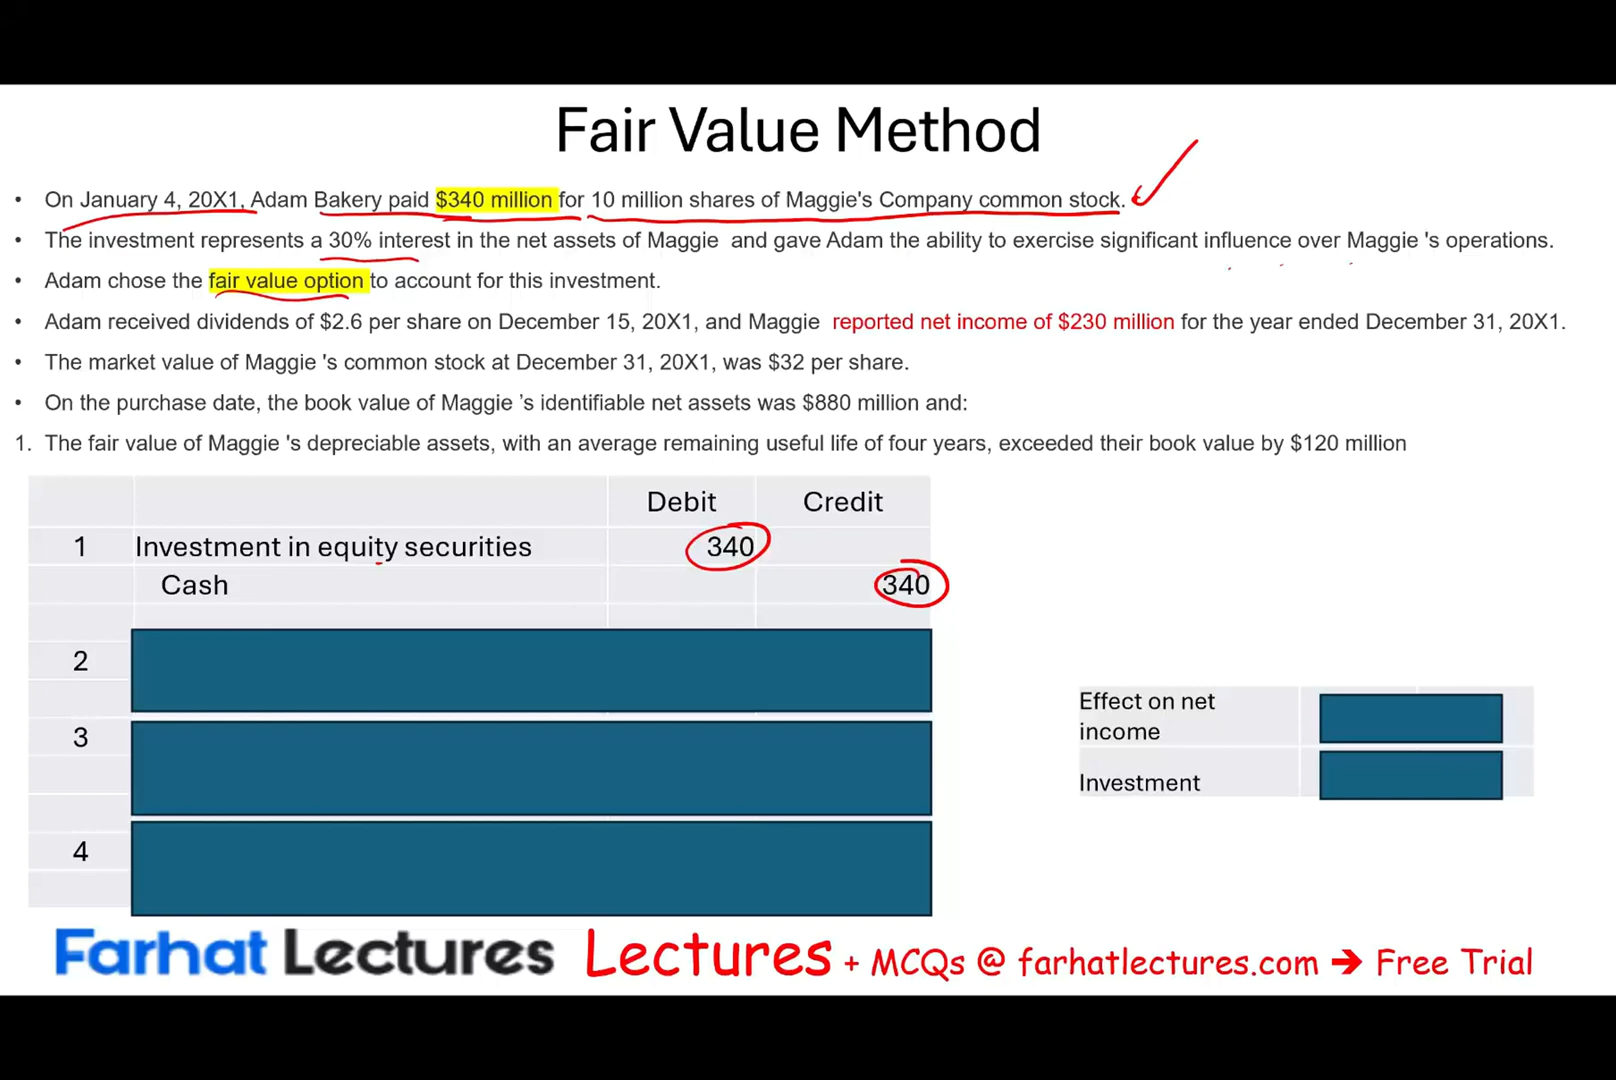 Fair Value Method
• On January 4, 20X1, Adam Bakery paid $340 million for 10 million shares of Maggie's Company common stock.
• The investment represents a 30% interest in the net assets of Maggie and gave Adam the ability to exercise significant influence over Maggie 's operations.
• Adam chose the fair value option to account for this investment.
• Adam received dividends of $2.6 per share on December 15, 20X1, and Maggie reported net income of $230 million for the year ended December 31, 20X1.
• The market value of Maggie 's common stock at December 31, 20X1, was $32 per share.
• On the purchase date, the book value of Maggie ’s identifiable net assets was $880 million and:
1. The fair value of Maggie 's depreciable assets, with an average remaining useful life of four years, exceeded their book value by $120 million
Debit Credit
1 Investment in equity securities 340
Cash 340
2
3
4
Effect on net
income
Investment
Farhat Lectures Lectures + MCQs @ farhatlectures.com ➔ Free Trial